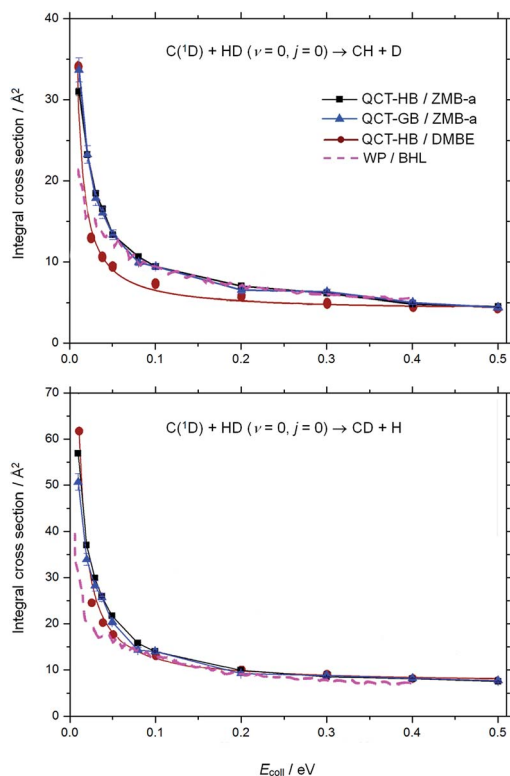 C(¹D) + HD (ν = 0, j = 0) → CH + D
QCT-HB / ZMB-a
QCT-GB / ZMB-a
QCT-HB / DMBE
WP / BHL
Integral cross section / Å²
40
30
20
10
0
0.0 0.1 0.2 0.3 0.4 0.5
C(¹D) + HD (ν = 0, j = 0) → CD + H
Integral cross section / Å²
70
60
50
40
30
20
10
0
0.0 0.1 0.2 0.3 0.4 0.5
E_coll / eV